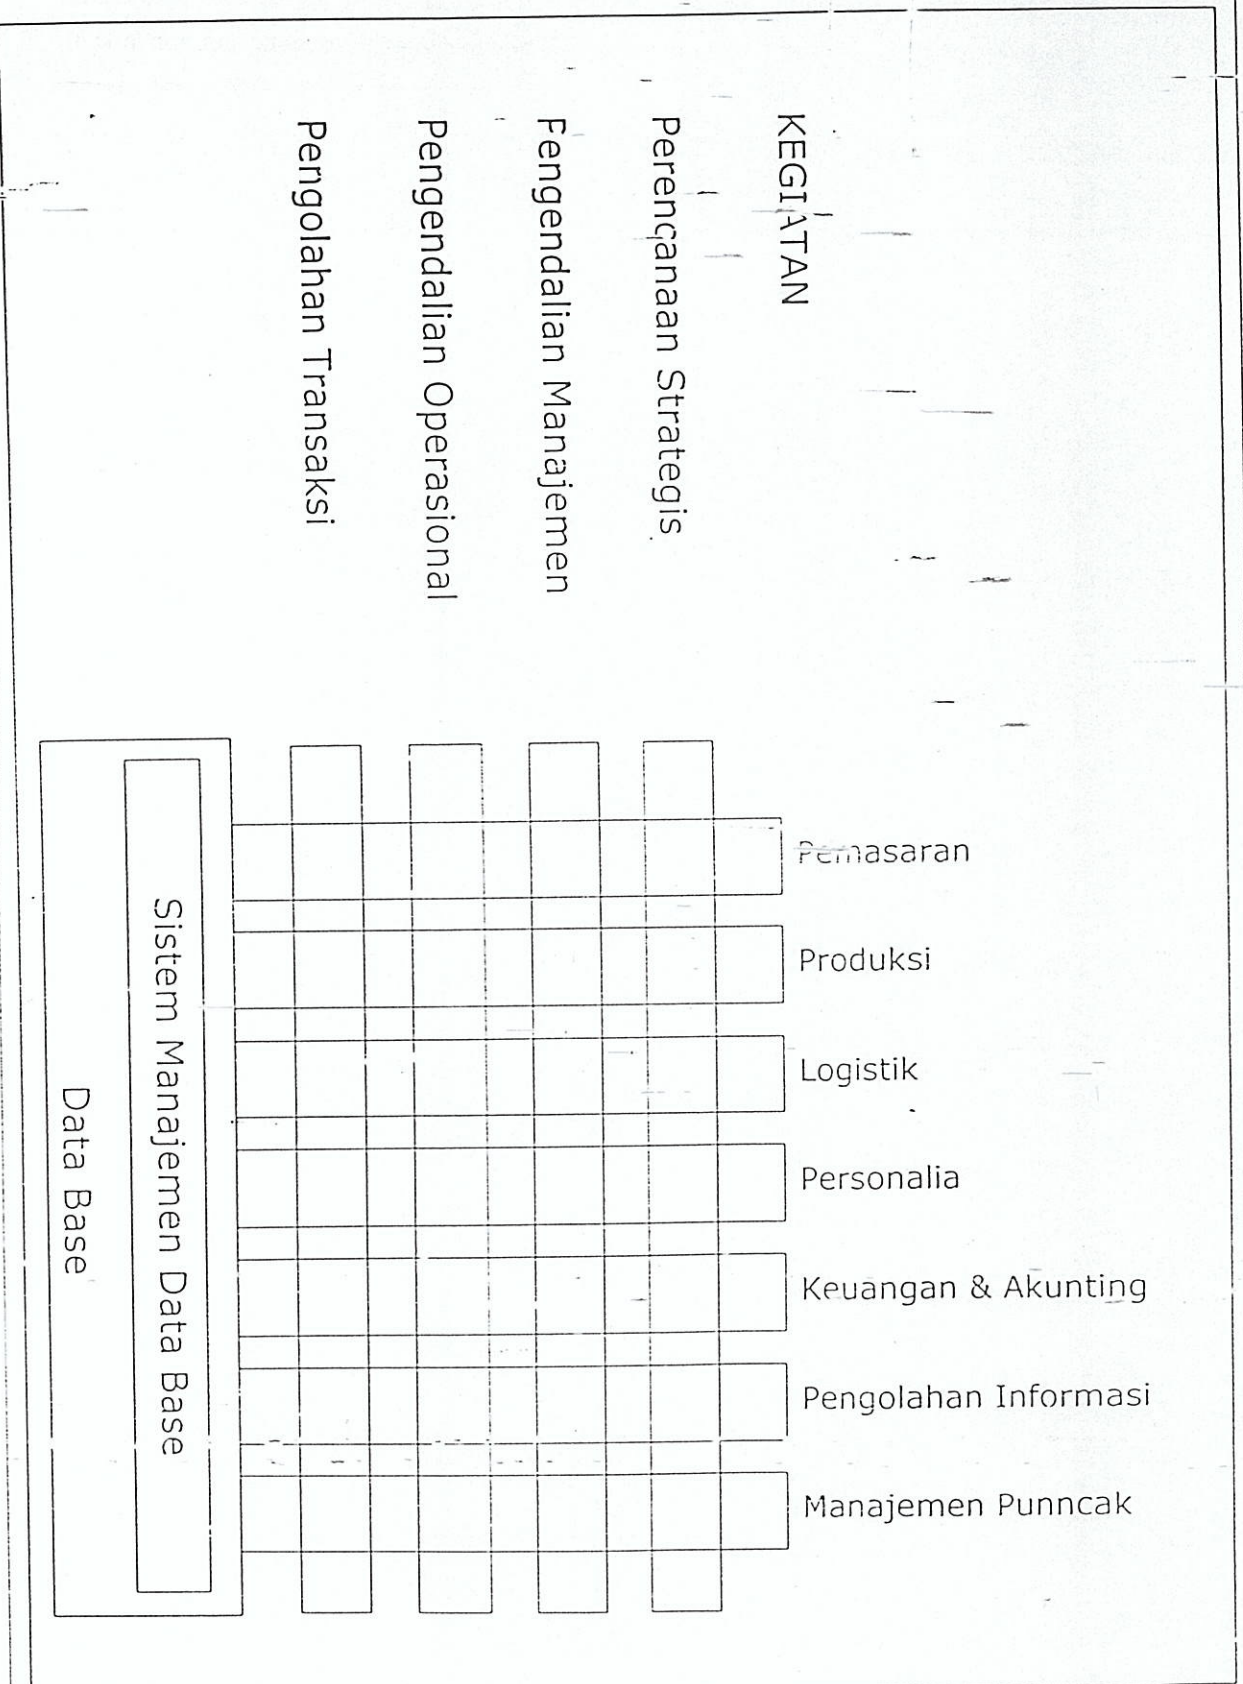 Pemasaran
Produksi
Logistik
Personalia
Keuangan & Akunting
Pengolahan Informasi
Manajemen Punncak
KEGIATAN
Perencanaan Strategis
Pengendalian Manajemen
Pengendalian Operasional
Pengolahan Transaksi
Sistem Manajemen Data Base
Data Base